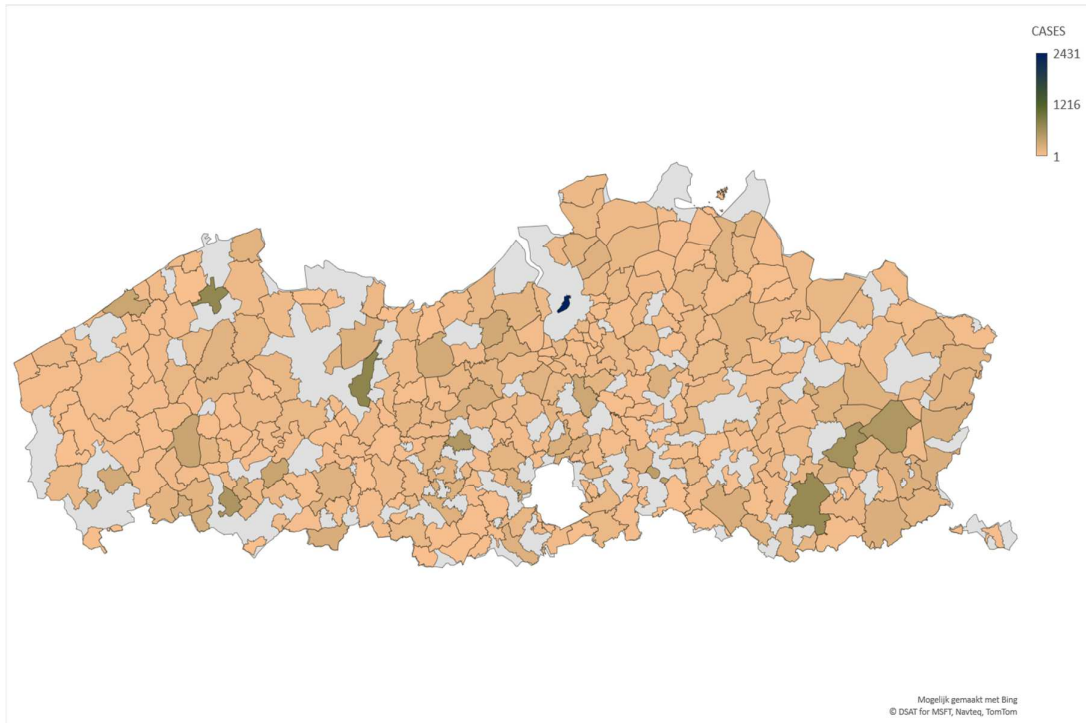 CASES
2431
1216
1
Mogelijk gemaakt met Bing
© DSAT for MSFT, Navteq, TomTom